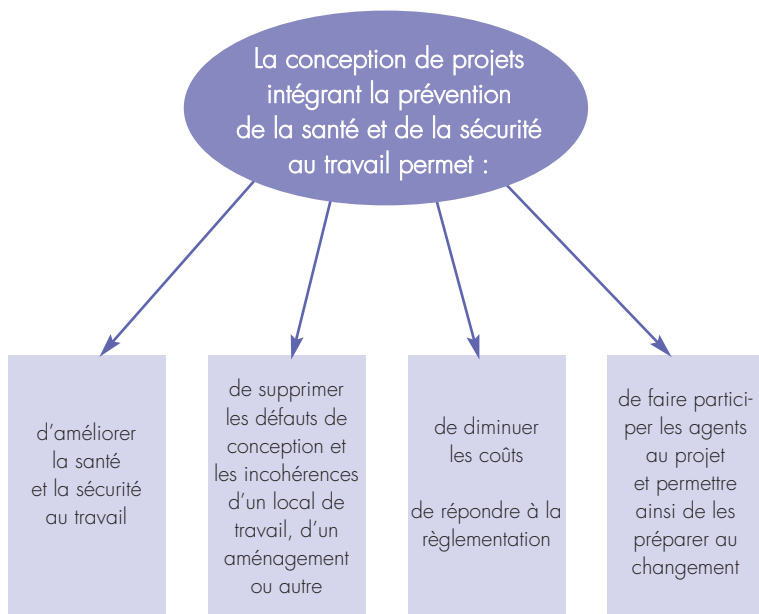 La conception de projets
intégrant la prévention
de la santé et de la sécurité
au travail permet :
d'améliorer
la santé
et la sécurité
au travail
de supprimer
les défauts de
conception et
les incohérences
d'un local de
travail, d'un
aménagement
ou autre
de diminuer
les coûts
de répondre à la
règlementation
de faire partici-
per les agents
au projet
et permettre
ainsi de les
préparer au
changement